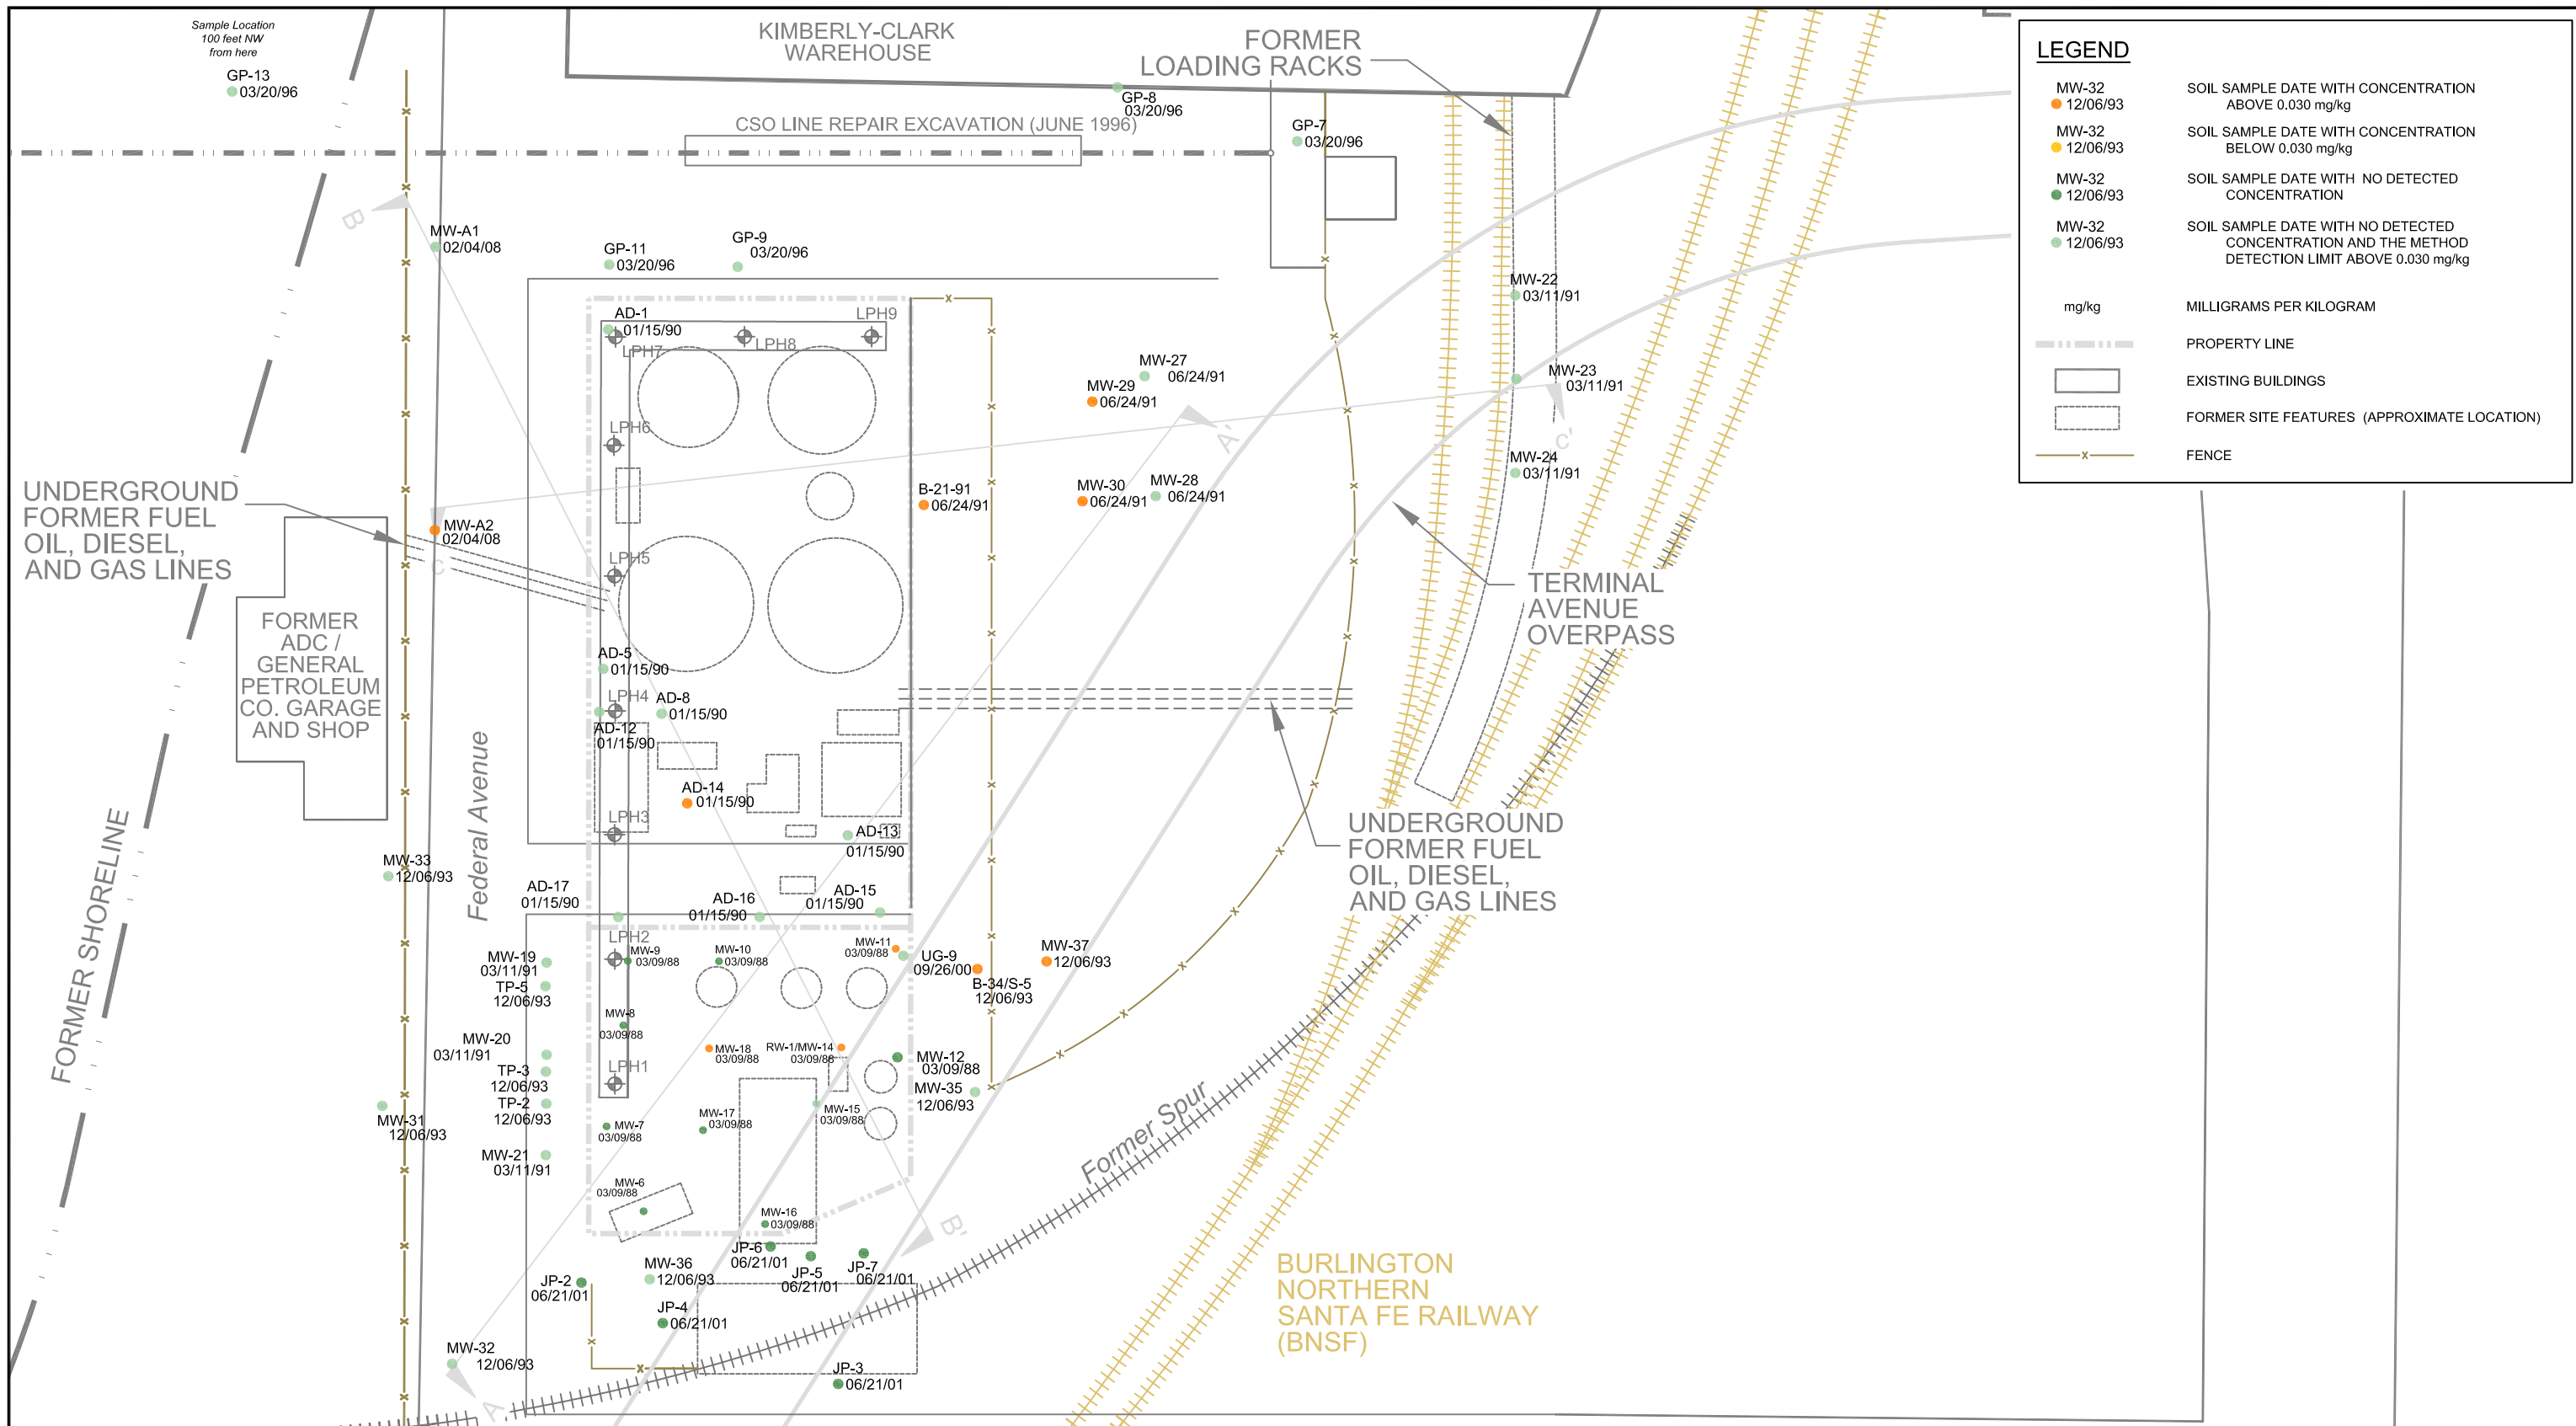 Sample Location
100 feet NW
from here
GP-13
03/20/96
KIMBERLY-CLARK
WAREHOUSE
FORMER
LOADING RACKS
GP-8
03/20/96
CSO LINE REPAIR EXCAVATION (JUNE 1996)
GP-7
03/20/96
B
MW-A1
02/04/08
GP-11
03/20/96
GP-9
03/20/96
MW-22
03/11/91
AD-1
01/15/90
LPH7
LPH8
LPH9
MW-27
06/24/91
MW-29
06/24/91
MW-23
03/11/91
A'
C'
LPH6
MW-24
03/11/91
UNDERGROUND
FORMER FUEL
OIL, DIESEL,
AND GAS LINES
B-21-91
06/24/91
MW-30
06/24/91
MW-28
06/24/91
MW-A2
02/04/08
C
LPH5
TERMINAL
AVENUE
OVERPASS
FORMER
ADC /
GENERAL
PETROLEUM
CO. GARAGE
AND SHOP
AD-5
01/15/90
LPH4
AD-8
01/15/90
AD-12
01/15/90
Federal Avenue
AD-14
01/15/90
LPH3
AD-13
01/15/90
UNDERGROUND
FORMER FUEL
OIL, DIESEL,
AND GAS LINES
FORMER SHORELINE
MW-33
12/06/93
AD-17
01/15/90
AD-16
01/15/90
AD-15
01/15/90
LPH2
MW-9
03/09/88
MW-10
03/09/88
MW-11
03/09/88
UG-9
09/26/00
MW-37
12/06/93
B-34/S-5
12/06/93
MW-19
03/11/91
TP-5
12/06/93
MW-8
03/09/88
MW-20
03/11/91
MW-18
03/09/88
RW-1/MW-14
03/09/88
MW-12
03/09/88
TP-3
12/06/93
LPH1
MW-35
12/06/93
TP-2
12/06/93
MW-31
12/06/93
MW-7
03/09/88
MW-17
03/09/88
MW-15
03/09/88
Former Spur
MW-21
03/11/91
MW-6
03/09/88
MW-16
03/09/88
B'
JP-6
06/21/01
JP-5
06/21/01
JP-7
06/21/01
JP-2
06/21/01
MW-36
12/06/93
JP-4
06/21/01
BURLINGTON
NORTHERN
SANTA FE RAILWAY
(BNSF)
MW-32
12/06/93
JP-3
06/21/01
A
LEGEND
MW-32
12/06/93
SOIL SAMPLE DATE WITH CONCENTRATION
ABOVE 0.030 mg/kg
MW-32
12/06/93
SOIL SAMPLE DATE WITH CONCENTRATION
BELOW 0.030 mg/kg
MW-32
12/06/93
SOIL SAMPLE DATE WITH NO DETECTED
CONCENTRATION
MW-32
12/06/93
SOIL SAMPLE DATE WITH NO DETECTED
CONCENTRATION AND THE METHOD
DETECTION LIMIT ABOVE 0.030 mg/kg
mg/kg
MILLIGRAMS PER KILOGRAM
PROPERTY LINE
EXISTING BUILDINGS
FORMER SITE FEATURES (APPROXIMATE LOCATION)
FENCE